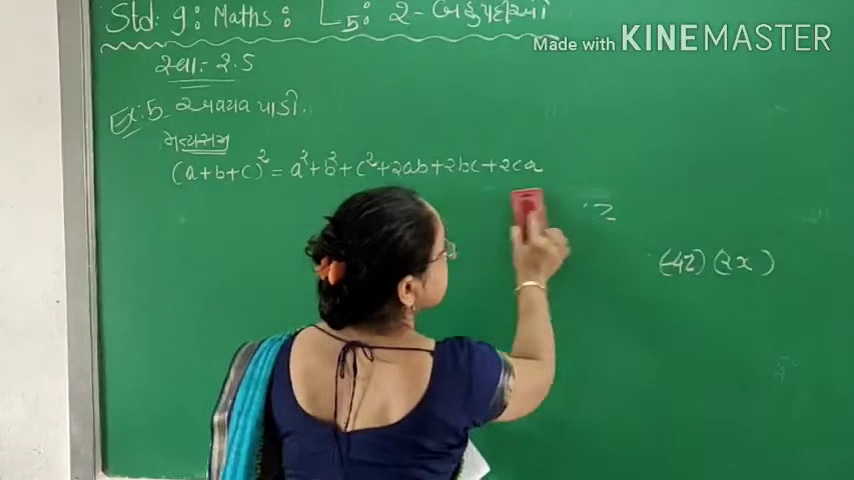 Std: 9: Maths: L5: 2 - બહુપદીઓ
Made with KINEMASTER
સ્વા:- 2.5
Ex:5. અવયવ પાડો.
નિત્યસમ
(a+b+c)² = a²+b²+c²+2ab+2bc+2ca
(-4z)(2x)